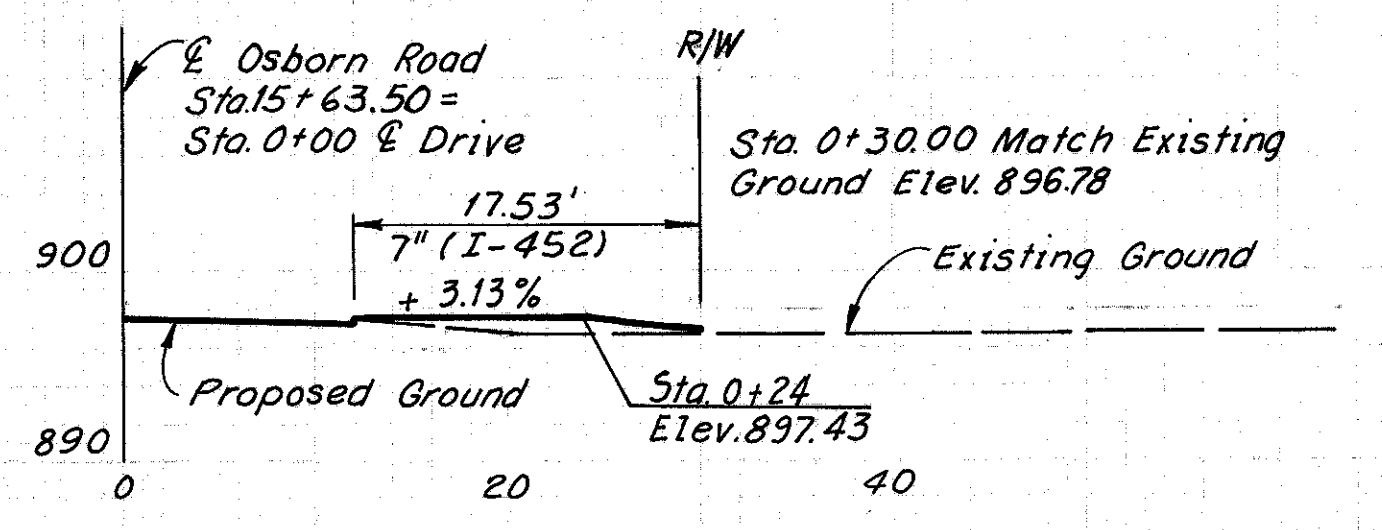 ℄ Osborn Road
Sta.15+63.50 =
Sta. 0+00 ℄ Drive
R/W
Sta. 0+30.00 Match Existing
Ground Elev. 896.78
17.53'
7" (I-452)
+ 3.13%
900
Existing Ground
Proposed Ground
Sta. 0+24
Elev. 897.43
890
0
20
40